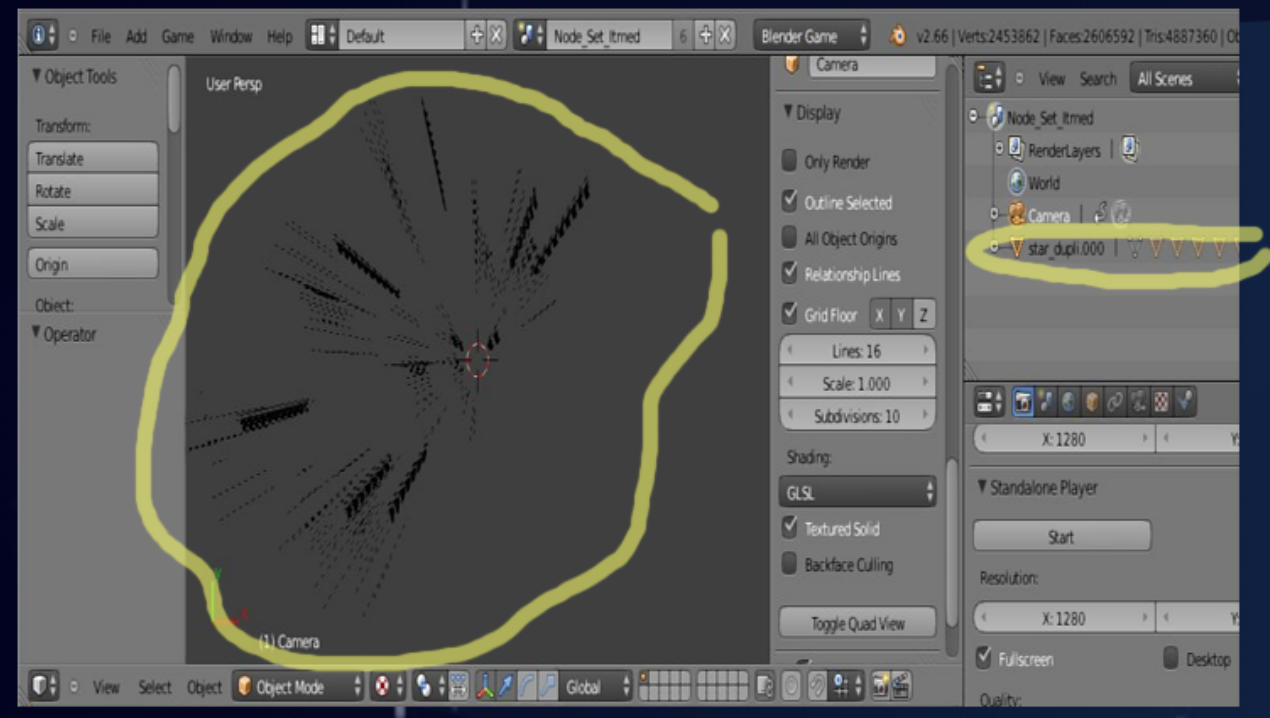 File Add Game Window Help Default Node_Set_Itmed 6 Blender Game v2.66 | Verts:2453862 | Faces:2606592 | Tris:4887360 |
Object Tools
Transform:
Translate
Rotate
Scale
Origin
Object:
Operator
User Persp
(1) Camera
Camera
Display
Only Render
Outline Selected
All Object Origins
Relationship Lines
Grid Floor X Y Z
Lines: 16
Scale: 1.000
Subdivisions: 10
Shading:
GLSL
Textured Solid
Backface Culling
Toggle Quad View
View Search All Scenes
Node_Set_Itmed
RenderLayers |
World
Camera |
star_dupli.000 |
X: 1280 Y:
Standalone Player
Start
Resolution:
X: 1280 Y:
Fullscreen Desktop
Quality:
View Select Object Object Mode Global